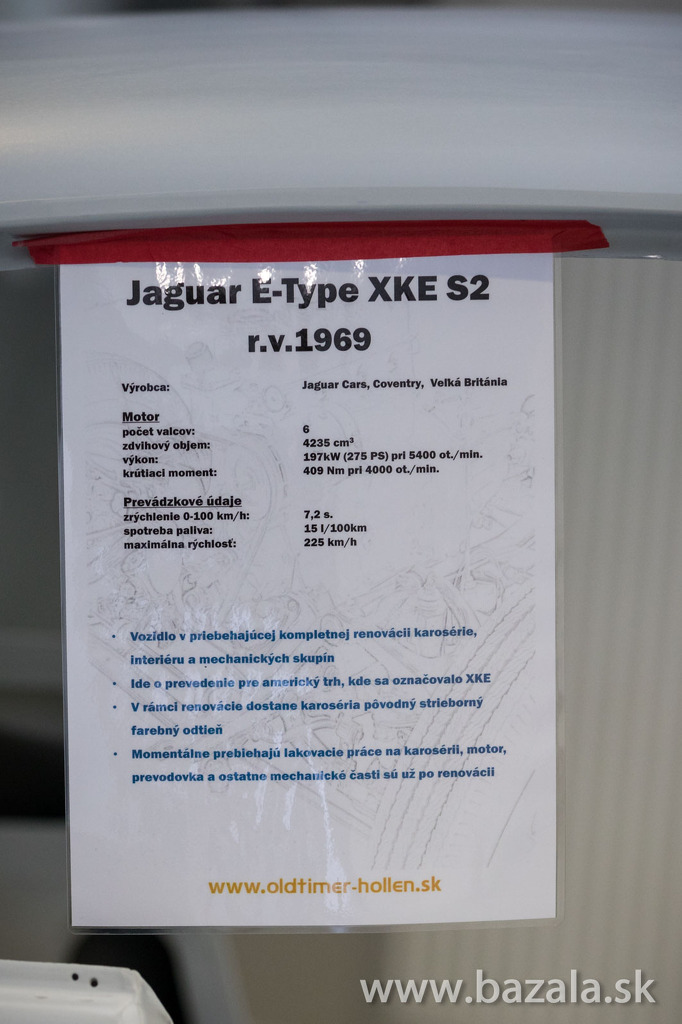 Jaguar E-Type XKE S2
r.v.1969
Výrobca: Jaguar Cars, Coventry, Veľká Británia
Motor
počet valcov: 6
zdvihový objem: 4235 cm³
výkon: 197kW (275 PS) pri 5400 ot./min.
krútiaci moment: 409 Nm pri 4000 ot./min.
Prevádzkové údaje
zrýchlenie 0-100 km/h: 7,2 s.
spotreba paliva: 15 l/100km
maximálna rýchlosť: 225 km/h
• Vozidlo v priebehajúcej kompletnej renovácii karosérie,
interiéru a mechanických skupín
• Ide o prevedenie pre americký trh, kde sa označovalo XKE
• V rámci renovácie dostane karoséria pôvodný strieborný
farebný odtieň
• Momentálne prebiehajú lakovacie práce na karosérii, motor,
prevodovka a ostatne mechanické časti sú už po renovácii
www.oldtimer-hollen.sk
www.bazala.sk